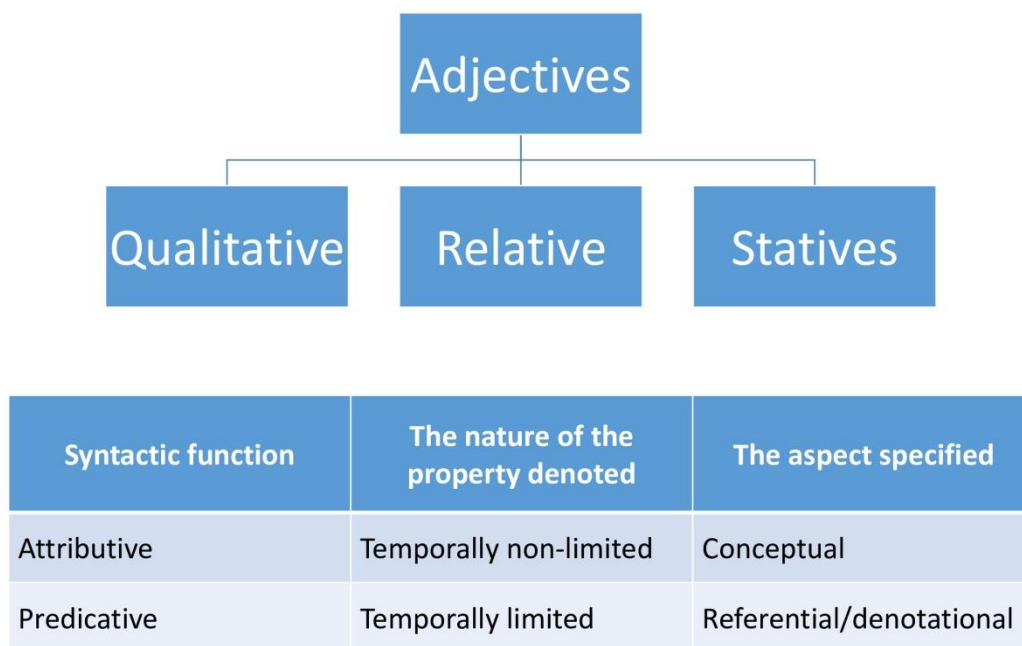 Adjectives
Qualitative
Relative
Statives
Syntactic function
The nature of the
property denoted
The aspect specified
Attributive
Temporally non-limited
Conceptual
Predicative
Temporally limited
Referential/denotational